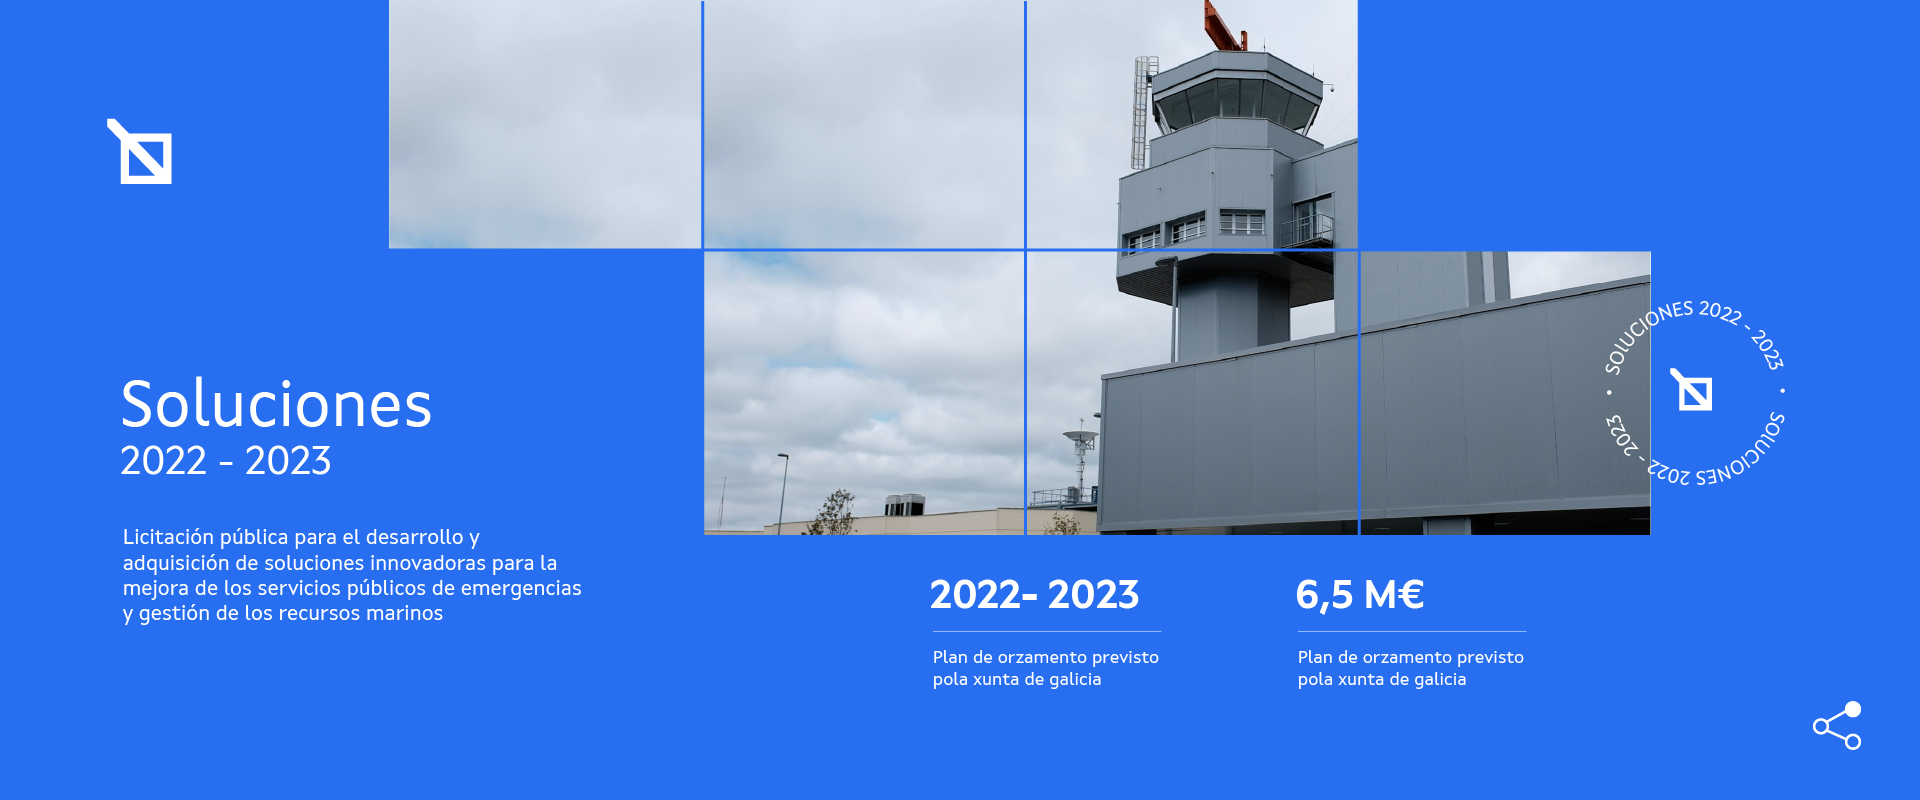 Soluciones
2022 - 2023
Licitación pública para el desarrollo y
adquisición de soluciones innovadoras para la
mejora de los servicios públicos de emergencias
y gestión de los recursos marinos
2022- 2023
Plan de orzamento previsto
pola xunta de galicia
6,5 M€
Plan de orzamento previsto
pola xunta de galicia
SOLUCIONES 2022 - 2023 • SOLUCIONES 2022 - 2023 •